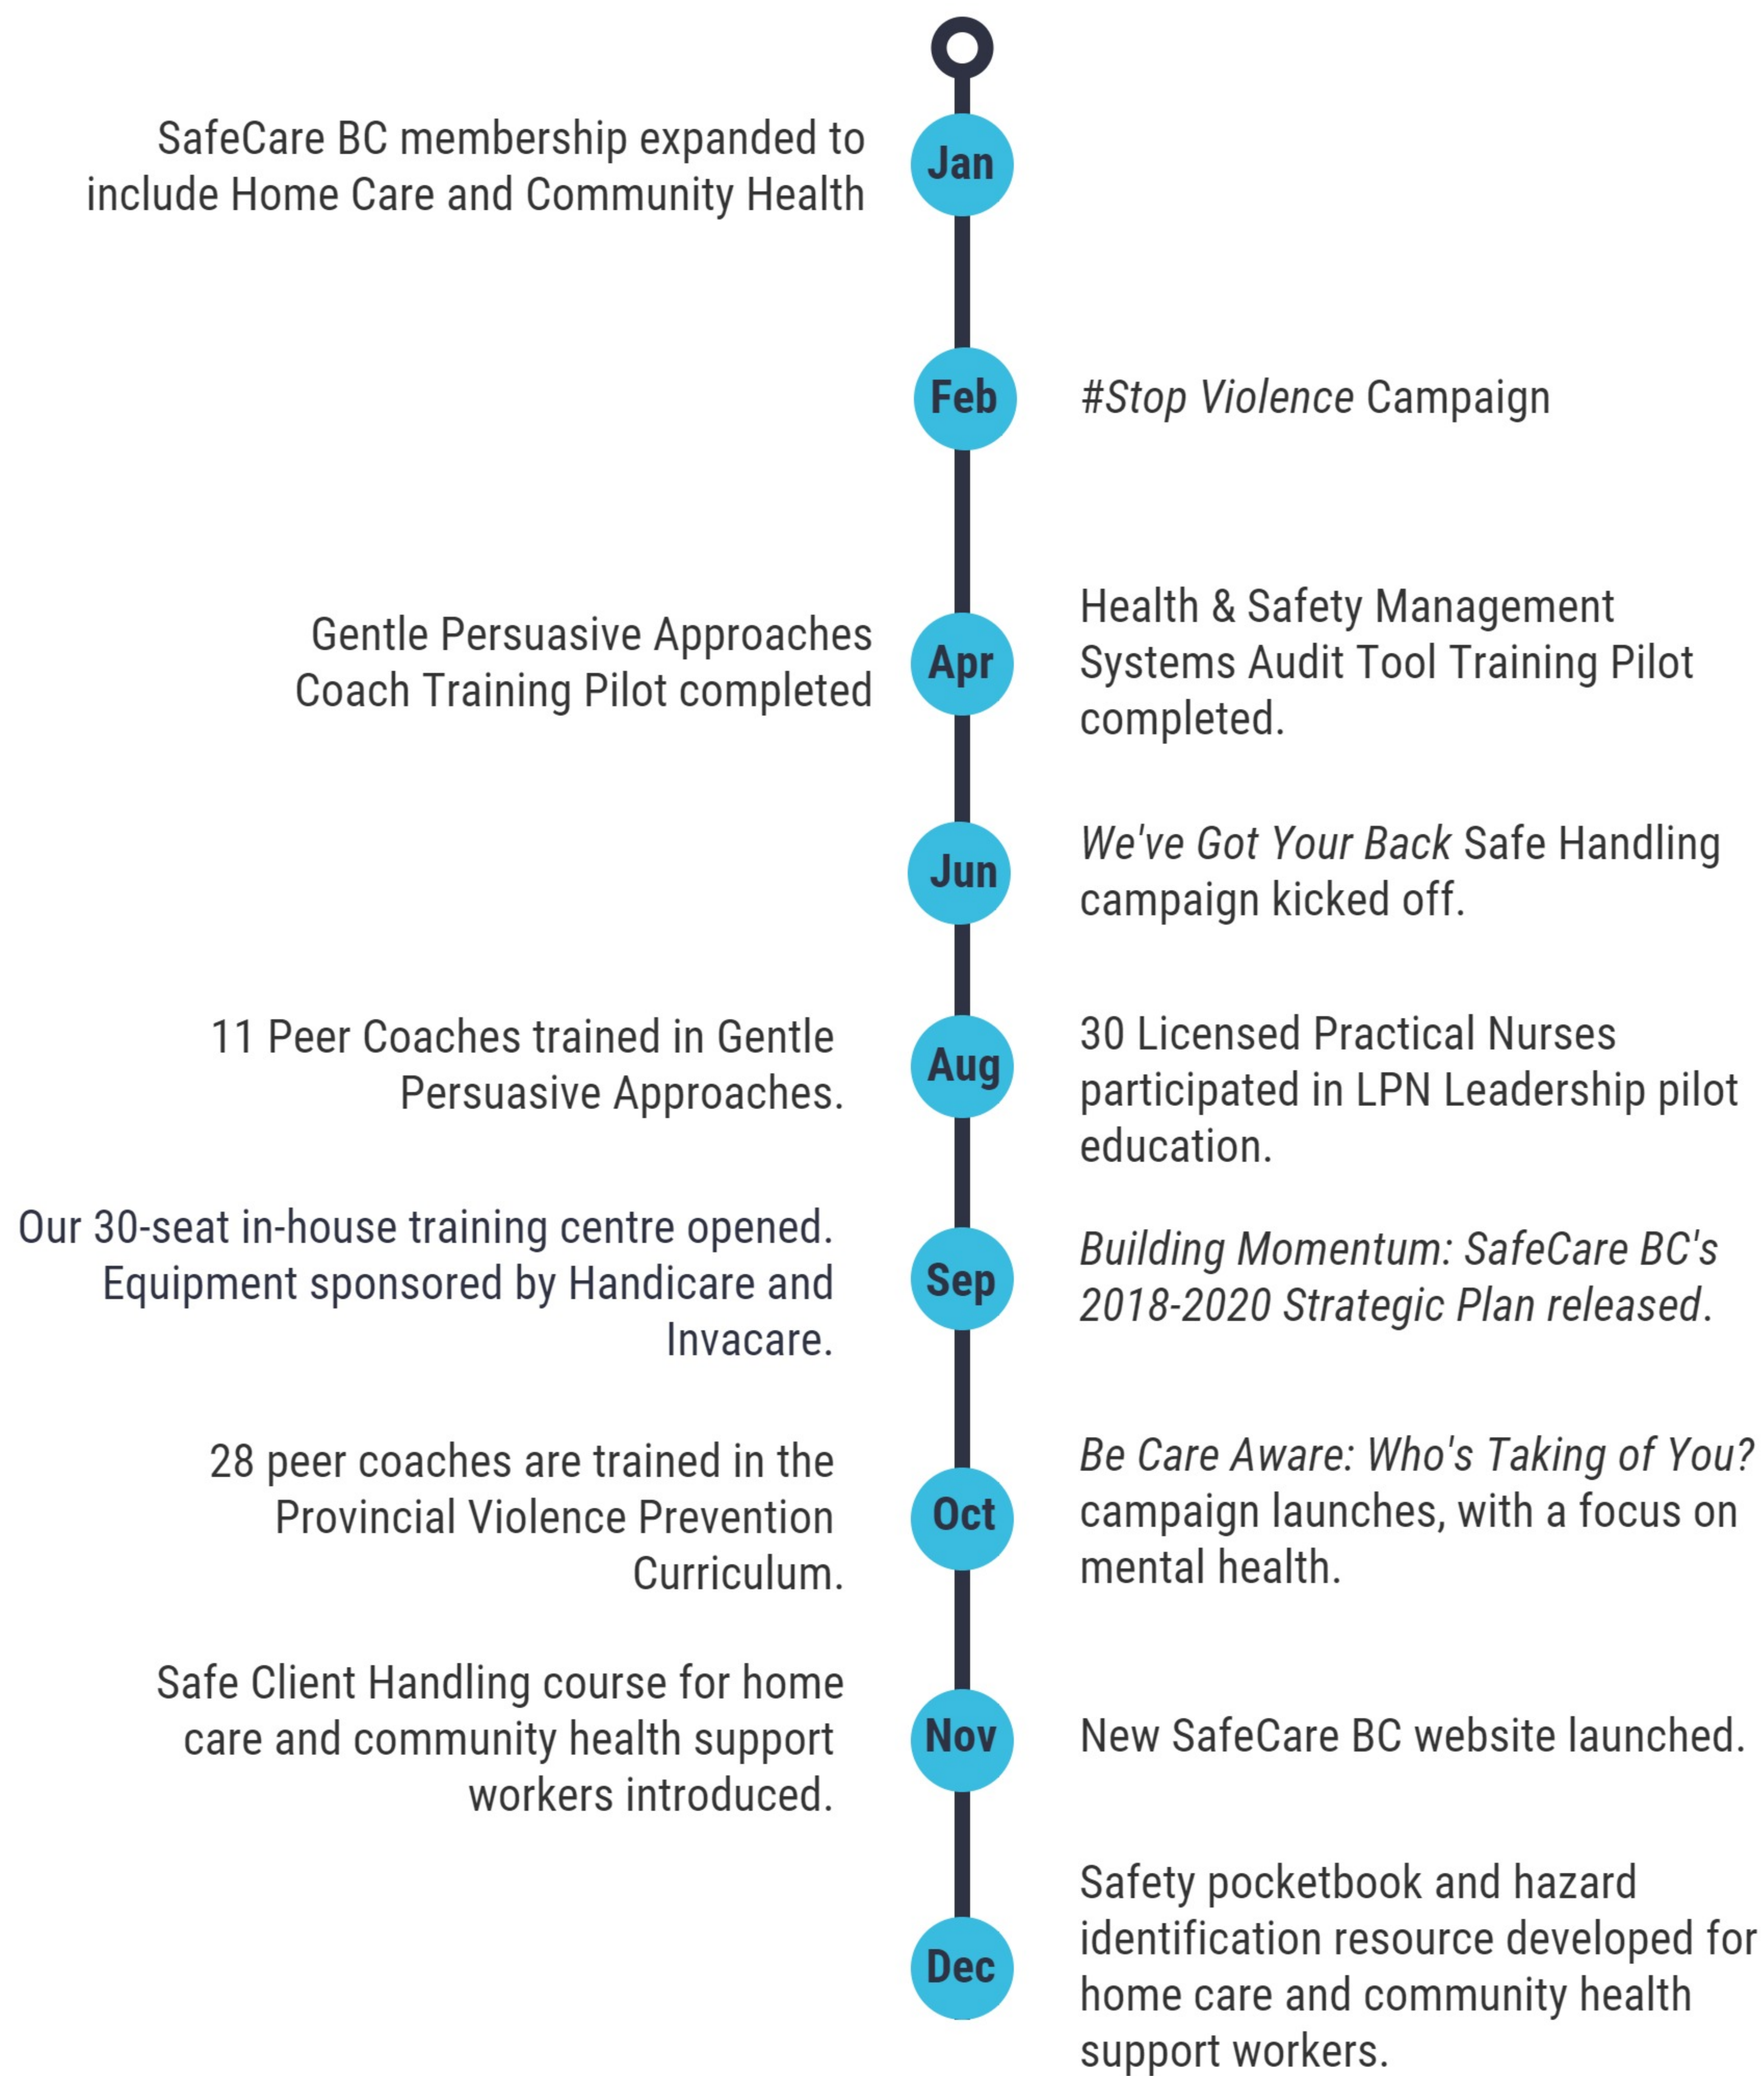 SafeCare BC membership expanded to
include Home Care and Community Health
Jan
Feb
#Stop Violence Campaign
Gentle Persuasive Approaches
Coach Training Pilot completed
Apr
Health & Safety Management
Systems Audit Tool Training Pilot
completed.
Jun
We've Got Your Back Safe Handling
campaign kicked off.
11 Peer Coaches trained in Gentle
Persuasive Approaches.
Aug
30 Licensed Practical Nurses
participated in LPN Leadership pilot
education.
Our 30-seat in-house training centre opened.
Equipment sponsored by Handicare and
Invacare.
Sep
Building Momentum: SafeCare BC's
2018-2020 Strategic Plan released.
28 peer coaches are trained in the
Provincial Violence Prevention
Curriculum.
Oct
Be Care Aware: Who's Taking of You?
campaign launches, with a focus on
mental health.
Safe Client Handling course for home
care and community health support
workers introduced.
Nov
New SafeCare BC website launched.
Dec
Safety pocketbook and hazard
identification resource developed for
home care and community health
support workers.